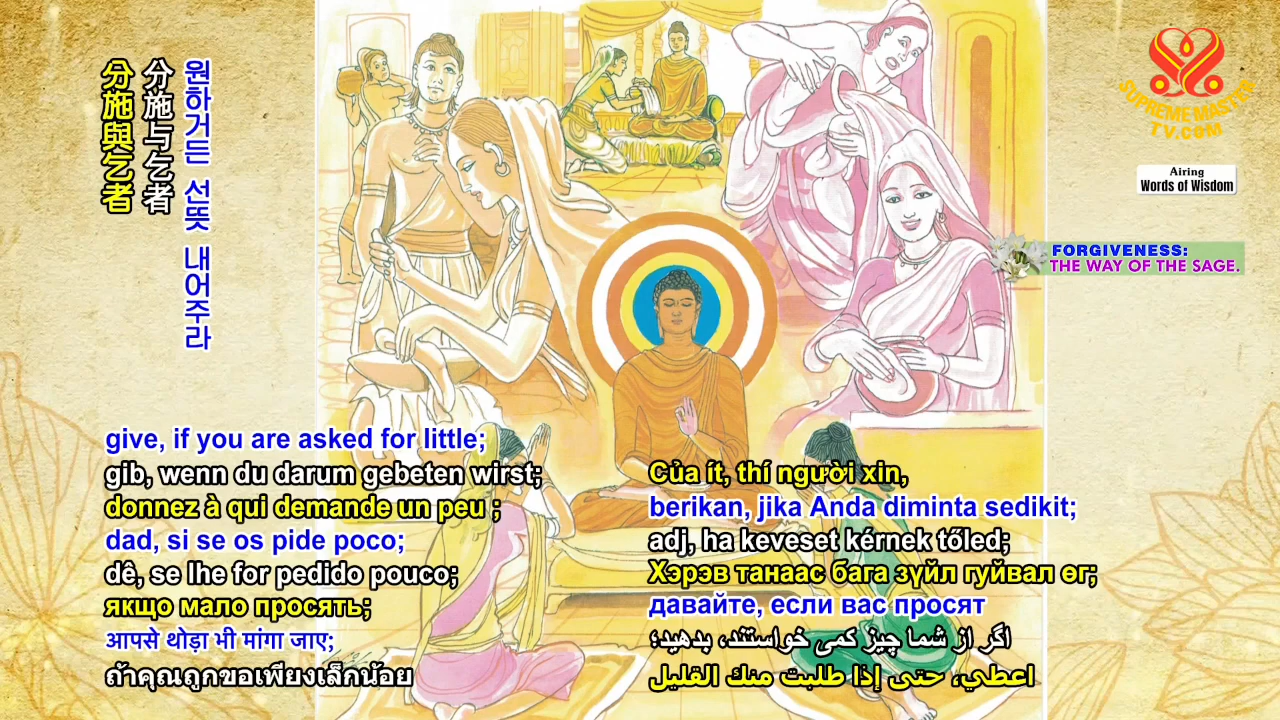 分施與乞者
分施与乞者
원하거든 선뜻 내어주라
SUPREME MASTER
TV.COM
Airing
Words of Wisdom
FORGIVENESS:
THE WAY OF THE SAGE.
give, if you are asked for little;
gib, wenn du darum gebeten wirst;
donnez à qui demande un peu ;
dad, si se os pide poco;
dê, se lhe for pedido pouco;
якщо мало просять;
आपसे थोड़ा भी मांगा जाए;
ถ้าคุณถูกขอเพียงเล็กน้อย
Của ít, thí người xin,
berikan, jika Anda diminta sedikit;
adj, ha keveset kérnek tőled;
Хэрэв танаас бага зүйл гуйвал өг;
давайте, если вас просят
اگر از شما چیز کمی خواستند، بدهید؛
اعطي، حتى إذا طلبت منك القليل